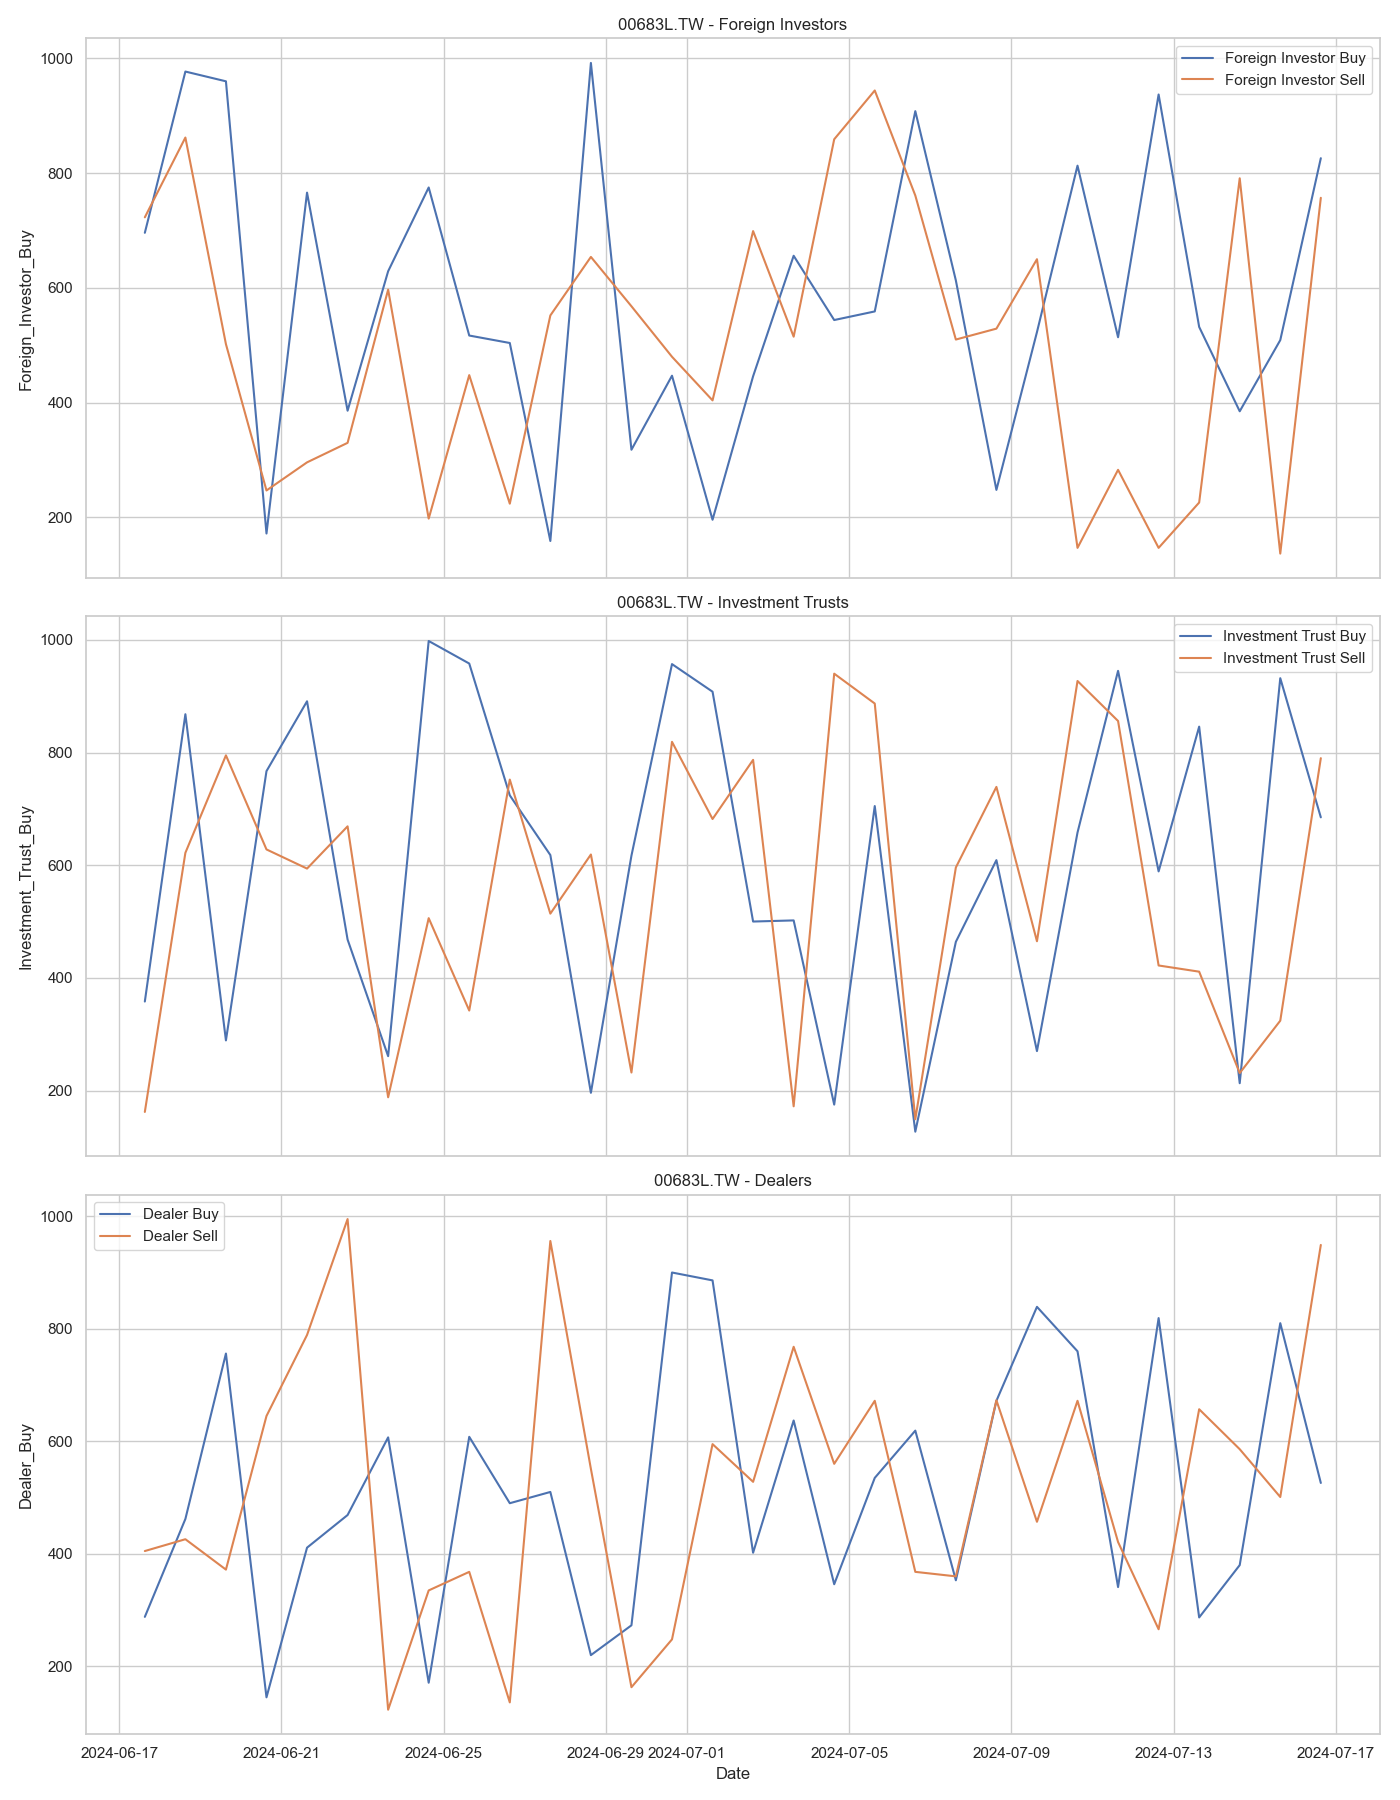 00683L.TW - Foreign Investors
Foreign Investor Buy
Foreign Investor Sell
1000
800
600
400
200
Foreign_Investor_Buy
00683L.TW - Investment Trusts
Investment Trust Buy
Investment Trust Sell
1000
800
600
400
200
Investment_Trust_Buy
00683L.TW - Dealers
Dealer Buy
Dealer Sell
1000
800
600
400
200
Dealer_Buy
2024-06-17 2024-06-21 2024-06-25 2024-06-29 2024-07-01 2024-07-05 2024-07-09 2024-07-13 2024-07-17
Date